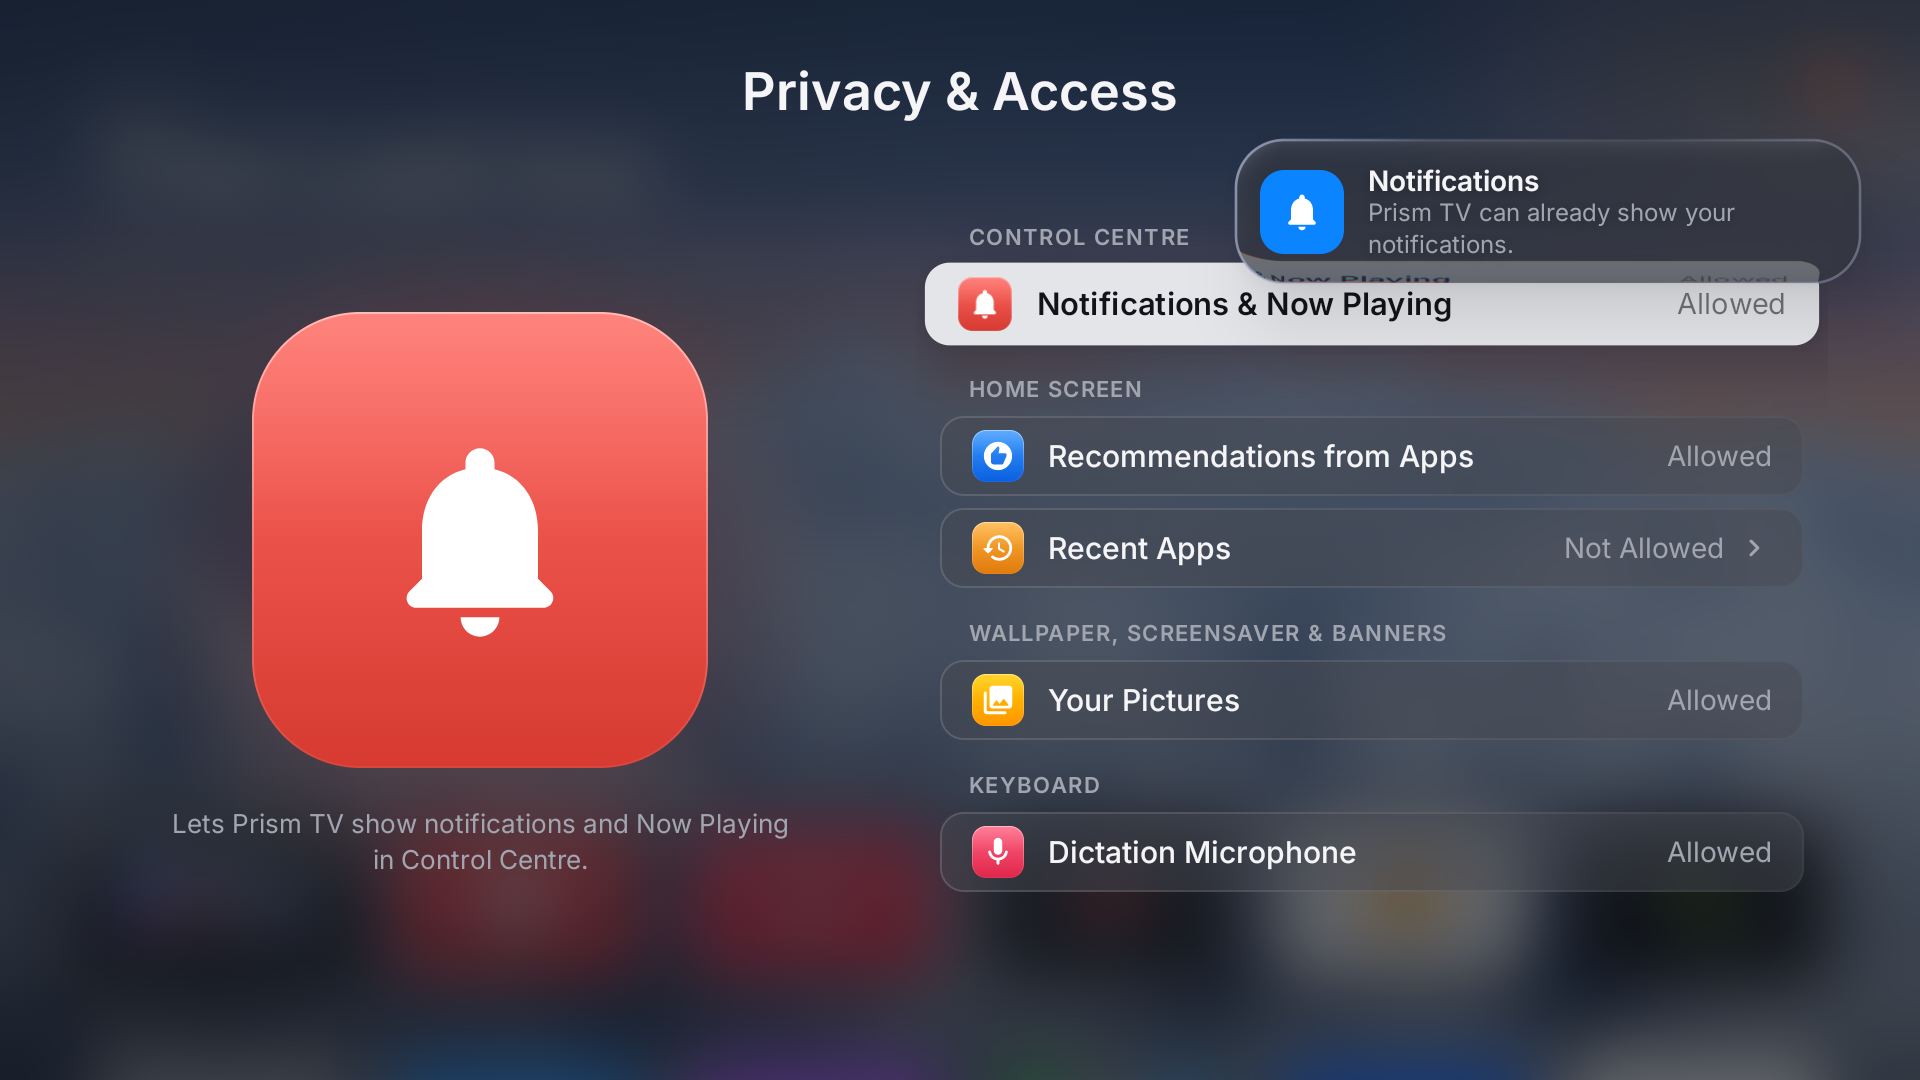 Privacy & Access
Notifications
Prism TV can already show your
notifications.
CONTROL CENTRE
Notifications & Now Playing Allowed
HOME SCREEN
Recommendations from Apps Allowed
Recent Apps Not Allowed
WALLPAPER, SCREENSAVER & BANNERS
Your Pictures Allowed
KEYBOARD
Dictation Microphone Allowed
Lets Prism TV show notifications and Now Playing
in Control Centre.